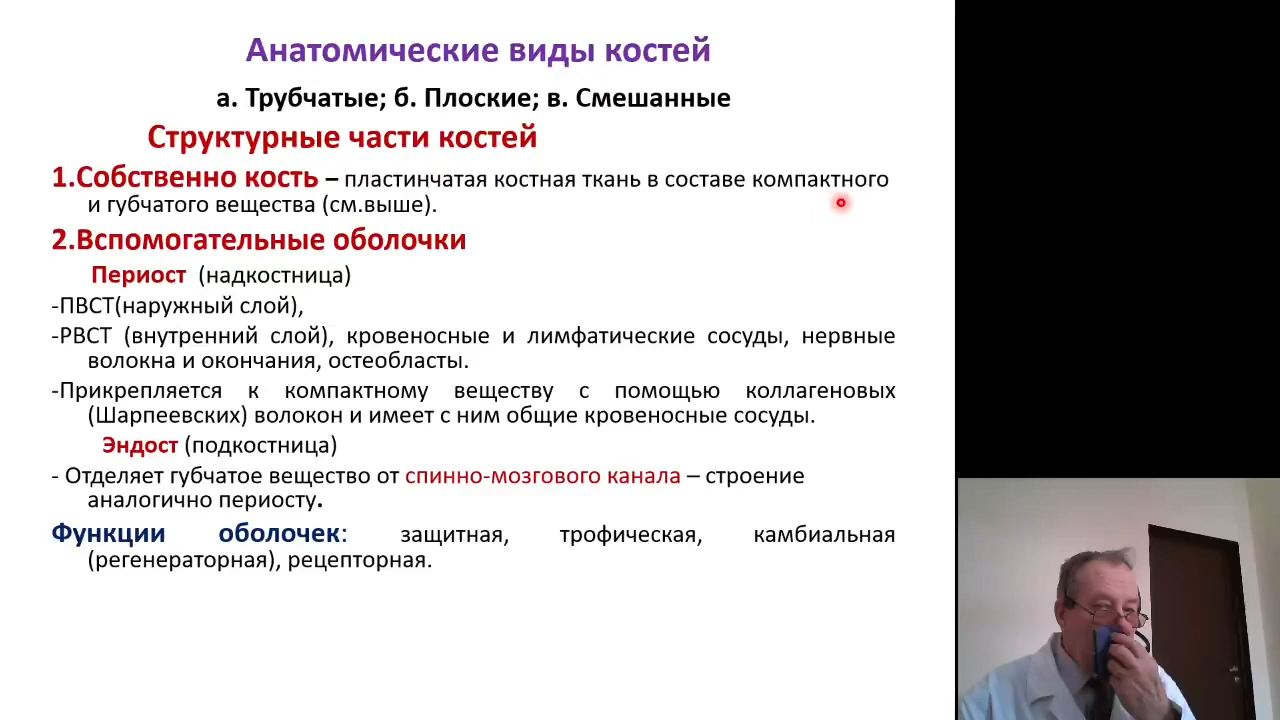 Анатомические виды костей
а. Трубчатые; б. Плоские; в. Смешанные
Структурные части костей
1.Собственно кость – пластинчатая костная ткань в составе компактного
и губчатого вещества (см.выше).
2.Вспомогательные оболочки
Периост (надкостница)
-ПВСТ(наружный слой),
-РВСТ (внутренний слой), кровеносные и лимфатические сосуды, нервные
волокна и окончания, остеобласты.
-Прикрепляется к компактному веществу с помощью коллагеновых
(Шарпеевских) волокон и имеет с ним общие кровеносные сосуды.
Эндост (подкостница)
- Отделяет губчатое вещество от спинно-мозгового канала – строение
аналогично периосту.
Функции оболочек: защитная, трофическая, камбиальная
(регенераторная), рецепторная.